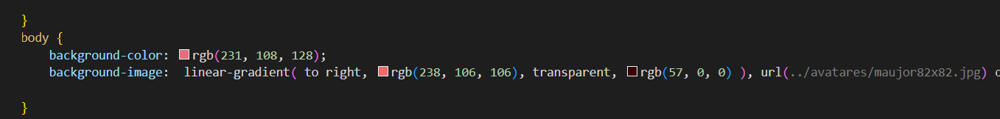 }
body {
background-color: rgb(231, 108, 128);
background-image: linear-gradient( to right, rgb(238, 106, 106), transparent, rgb(57, 0, 0) ), url(../avatares/maujor82x82.jpg)
}